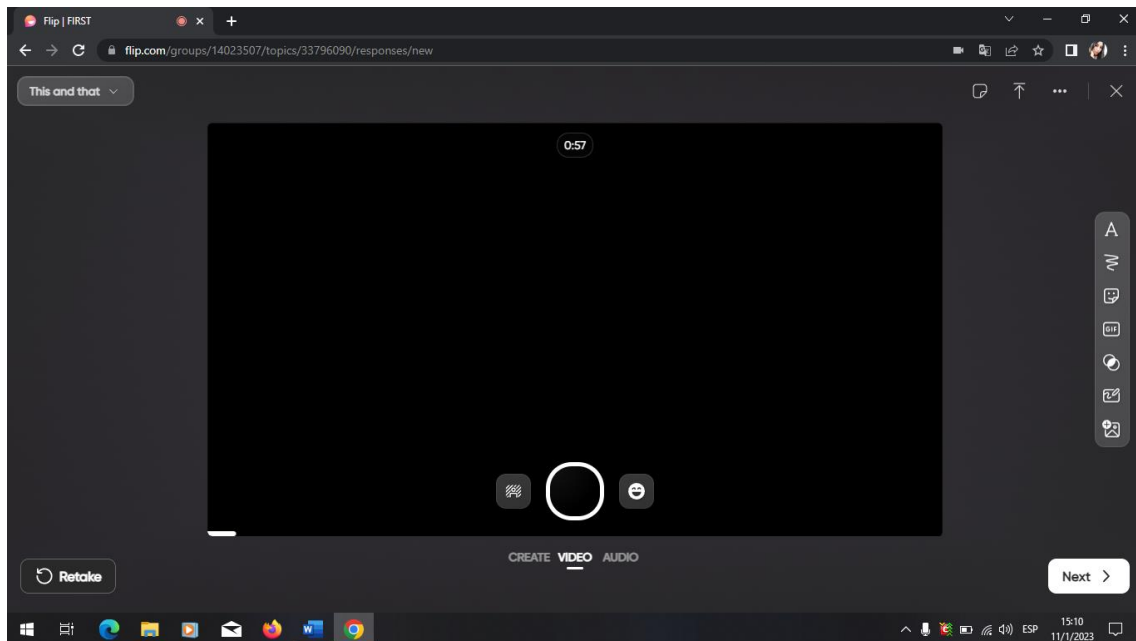 Flip | FIRST
flip.com/groups/14023507/topics/33796090/responses/new
This and that
0:57
A
GIF
CREATE VIDEO AUDIO
Retake
Next
ESP
15:10
11/1/2023